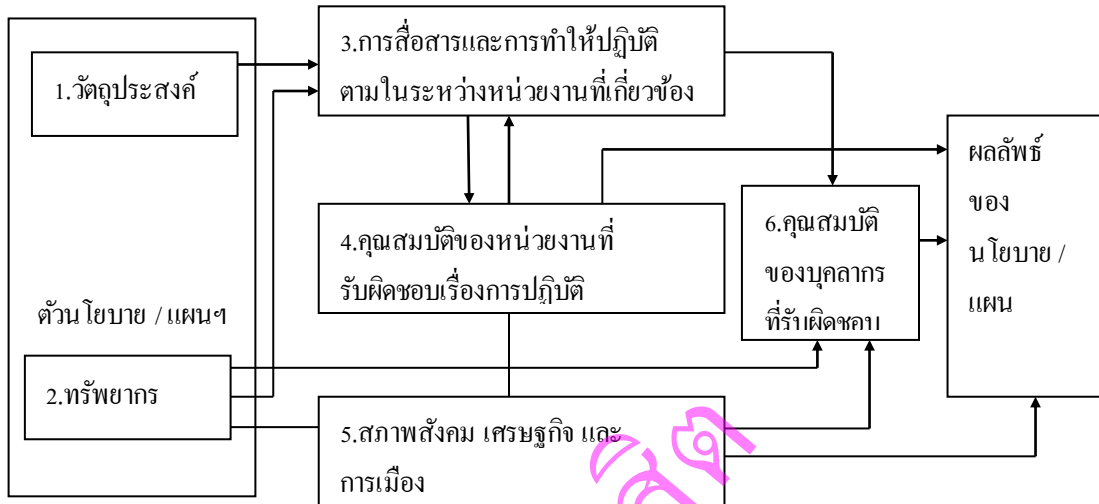 1.วัตถุประสงค์
ตัวนโยบาย /แผนฯ
2.ทรัพยากร
3.การสื่อสารและการทำให้ปฏิบัติ
ตามในระหว่างหน่วยงานที่เกี่ยวข้อง
4.คุณสมบัติของหน่วยงานที่
รับผิดชอบเรื่องการปฏิบัติ
5.สภาพสังคม เศรษฐกิจ และ
การเมือง
6.คุณสมบัติ
ของบุคลากร
ที่รับผิดชอบ
ผลลัพธ์
ของ
นโยบาย /
แผน